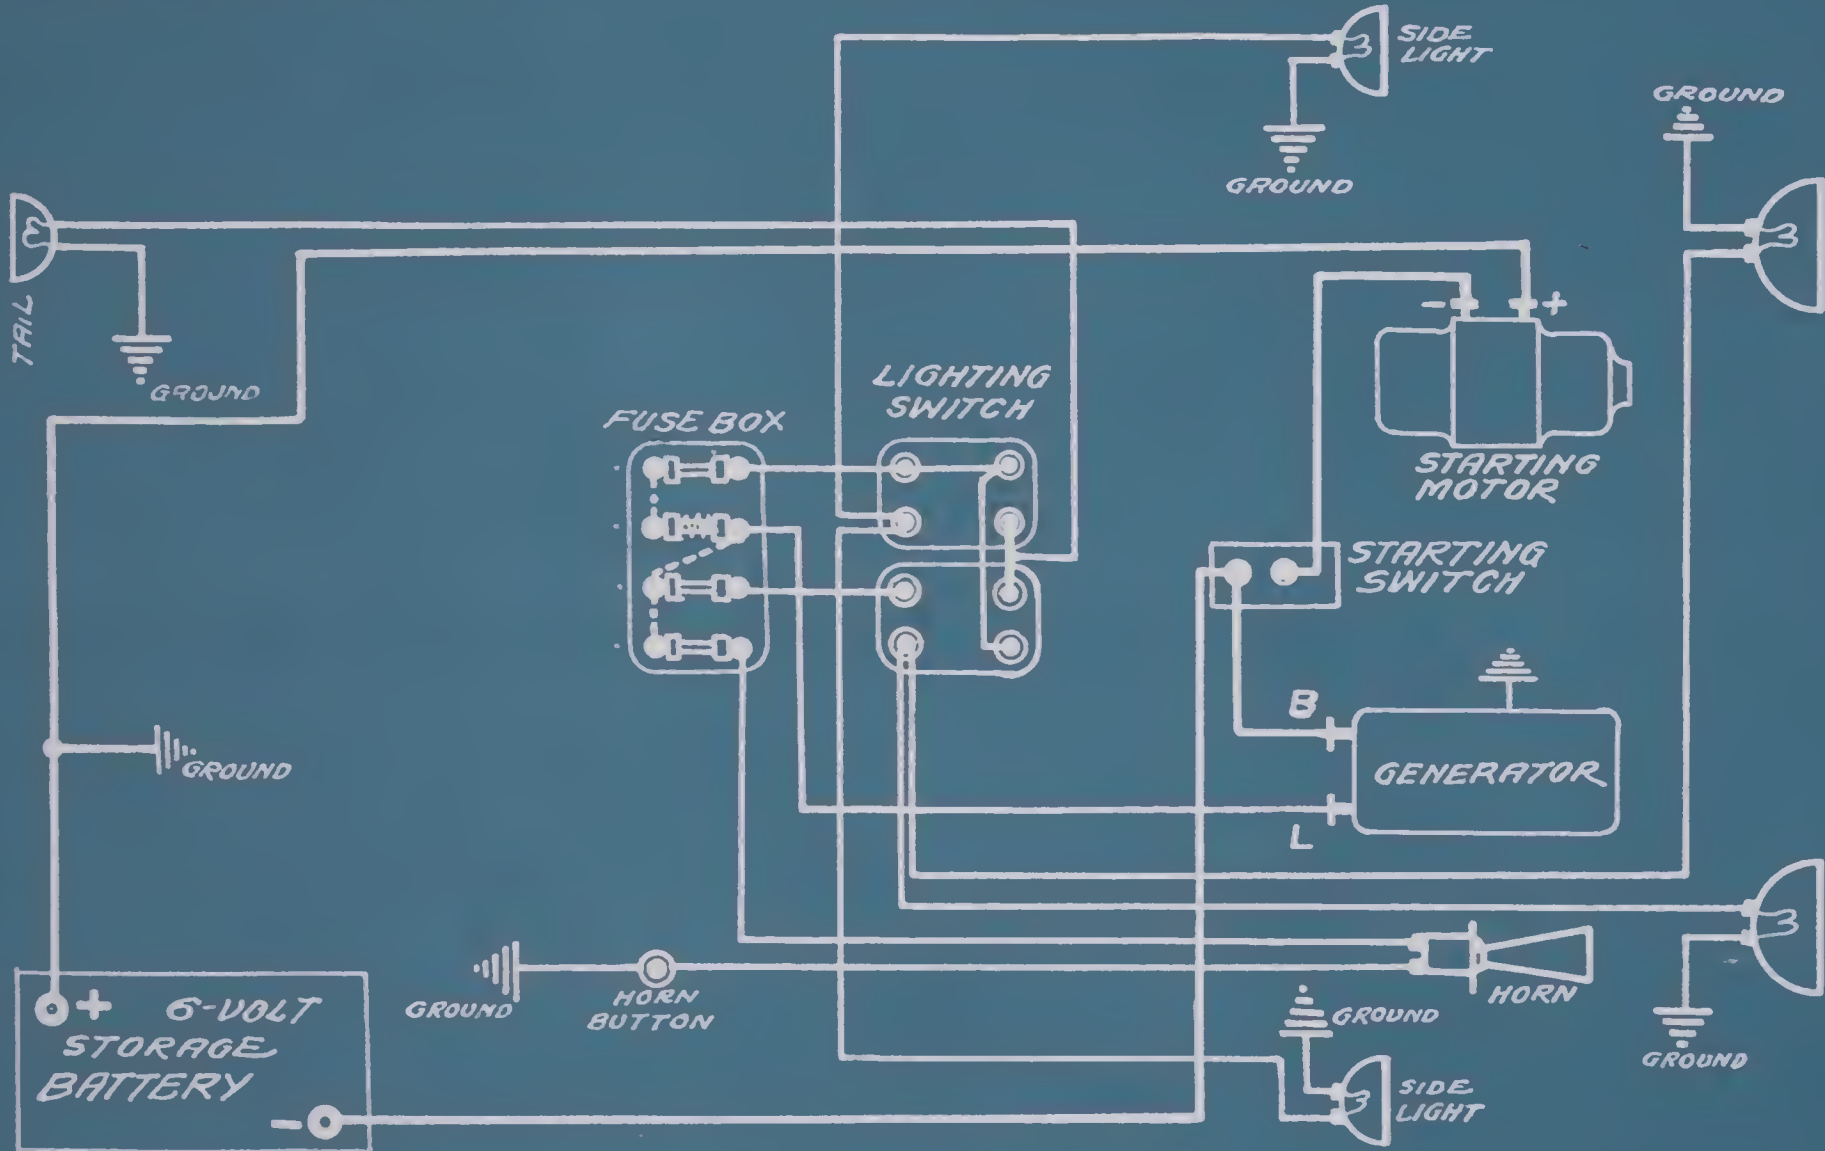 SIDE
LIGHT
GROUND
GROUND
TAIL
GROUND
- +
LIGHTING
SWITCH
FUSE BOX
STARTING
MOTOR
STARTING
SWITCH
B
GENERATOR
L
GROUND
+ 6-VOLT
STORAGE
BATTERY
-
GROUND
HORN
BUTTON
HORN
GROUND
GROUND
SIDE
LIGHT